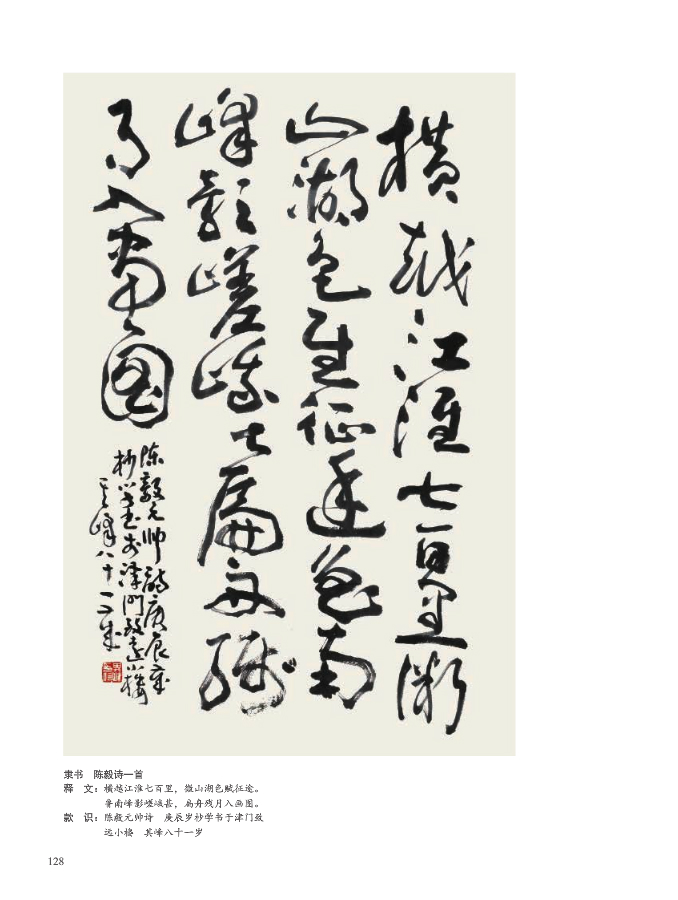 横越江淮七百里微
山湖色赋征途鲁南
峰影嵯峨甚扁舟残
月入画图
陈毅元帅诗庚辰岁
杪学书于津门致远小楼
其峰八十一岁
隶书　陈毅诗一首
释　文：横越江淮七百里，微山湖色赋征途。
鲁南峰影嵯峨甚，扁舟残月入画图。
款　识：陈毅元帅诗　庚辰岁杪学书于津门致
远小楼　其峰八十一岁
128